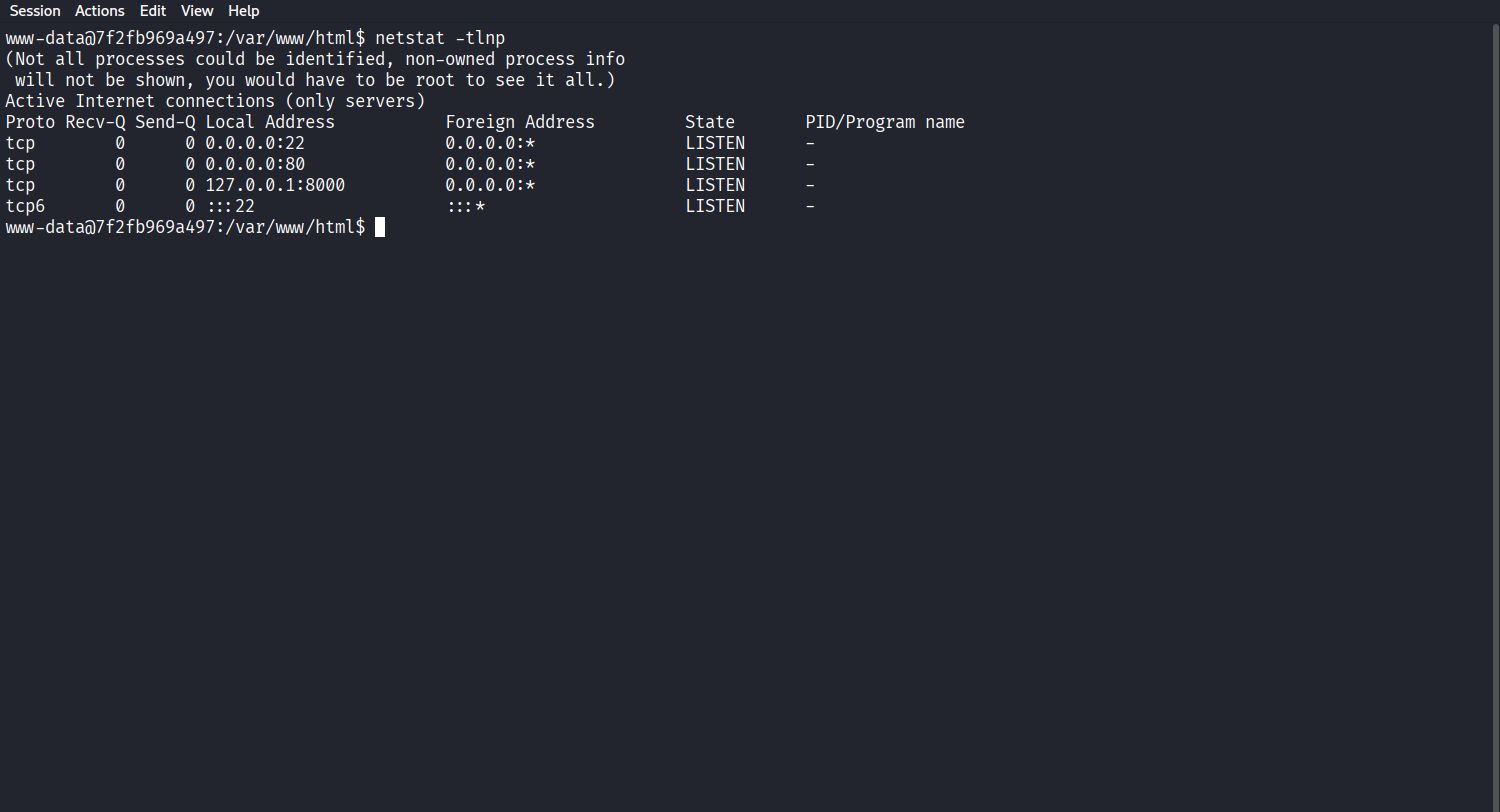 Session Actions Edit View Help
www-data@7f2fb969a497:/var/www/html$ netstat -tlnp
(Not all processes could be identified, non-owned process info
 will not be shown, you would have to be root to see it all.)
Active Internet connections (only servers)
Proto Recv-Q Send-Q Local Address           Foreign Address         State       PID/Program name
tcp        0      0 0.0.0.0:22              0.0.0.0:*               LISTEN      -
tcp        0      0 0.0.0.0:80              0.0.0.0:*               LISTEN      -
tcp        0      0 127.0.0.1:8000          0.0.0.0:*               LISTEN      -
tcp6       0      0 :::22                   :::*                    LISTEN      -
www-data@7f2fb969a497:/var/www/html$